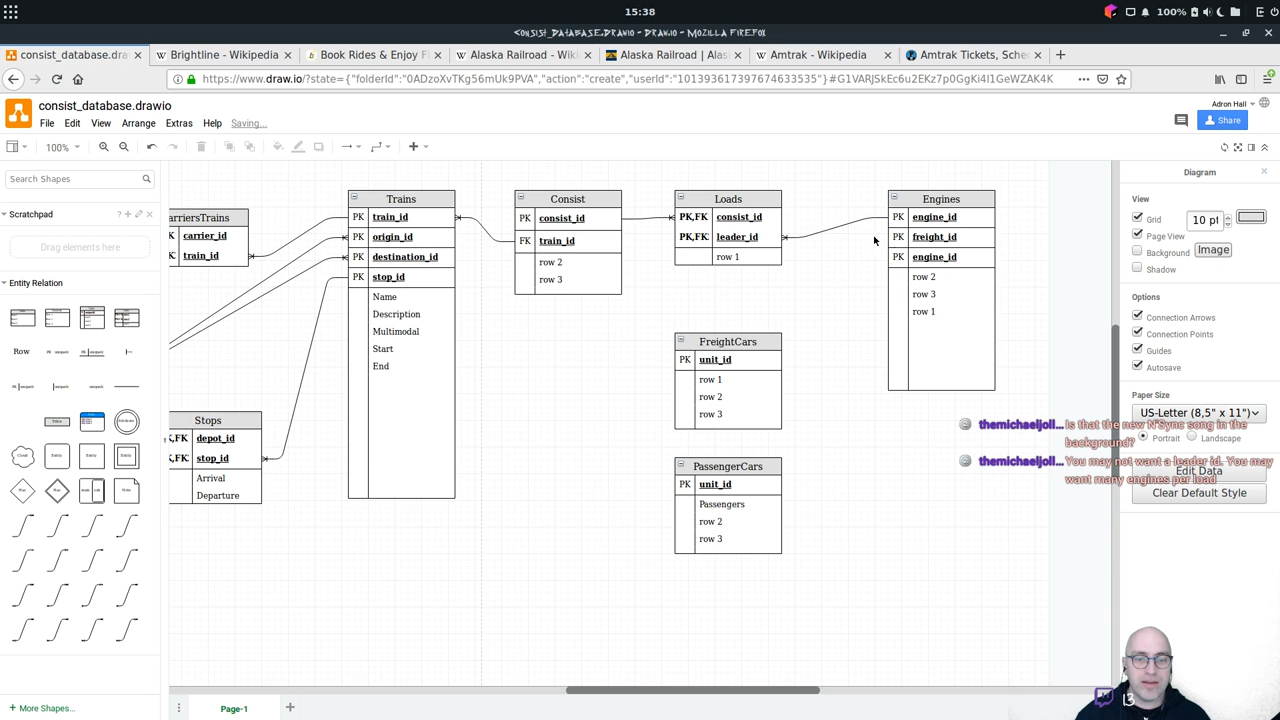 15:38
100%
consist_database.drawio - draw.io - Mozilla Firefox
consist_database.draw
Brightline - Wikipedia
Book Rides & Enjoy F
Alaska Railroad - Wiki
Alaska Railroad | Alas
Amtrak - Wikipedia
Amtrak Tickets, Sche
https://www.draw.io/?state={"folderId":"0ADzoXvTKg56mUk9PVA","action":"create","userId":"101393617397674633535"}#G1VARJSkEc6u2EKz7p0GgKi4I1GeWZAK4K
consist_database.drawio
Adron Hall
File Edit View Arrange Extras Help Saving...
Share
100%
Search Shapes
Scratchpad
Drag elements here
Entity Relation
Row
More Shapes...
Page-1
arriersTrains
K carrier_id
K train_id
Stops
K,FK depot_id
K,FK stop_id
Arrival
Departure
Trains
PK train_id
PK origin_id
PK destination_id
PK stop_id
Name
Description
Multimodal
Start
End
Consist
PK consist_id
PK train_id
row 2
row 3
Loads
PK,FK consist_id
PK,FK leader_id
row 1
FreightCars
PK unit_id
row 1
row 2
row 3
PassengerCars
PK unit_id
Passengers
row 2
row 3
Engines
PK engine_id
PK freight_id
PK engine_id
row 2
row 3
row 1
Diagram
View
Grid 10 pt
Page View
Background Image
Shadow
Options
Connection Arrows
Connection Points
Guides
Autosave
Paper Size
US-Letter (8,5" x 11")
Portrait Landscape
Edit Data
Clear Default Style
themichaeljoll... Is that the new N'Sync song in the
background?
themichaeljoll... You may not want a leader id. You may
want many engines per load
13